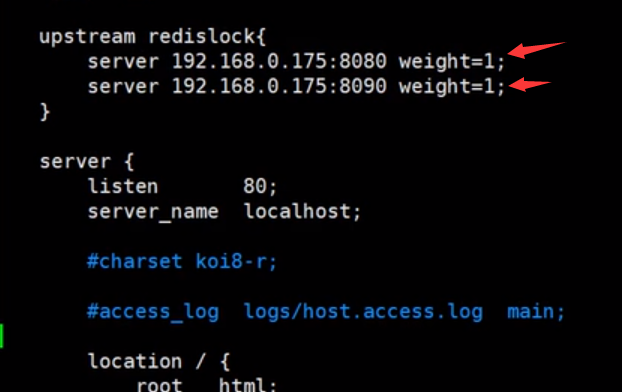 upstream redislock{
server 192.168.0.175:8080 weight=1;
server 192.168.0.175:8090 weight=1;
}
server {
listen 80;
server_name localhost;
#charset koi8-r;
#access_log logs/host.access.log main;
location / {
root html;